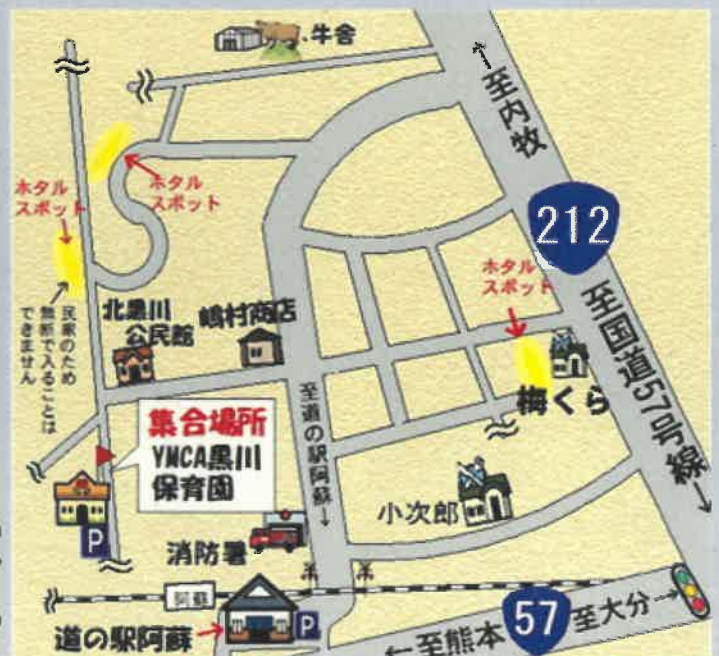 牛舎
↑至内牧
ホタル
スポット
ホタル
スポット
212
ホタル
スポット
民家のため
無断で入ることは
できません
北黒川
公民館
嶋村商店
至国道57号線→
至道の駅阿蘇→
梅くら
集合場所
YMCA黒川
保育園
P
小次郎
消防署
阿蘇
道の駅阿蘇
P
←至熊本
57
至大分→